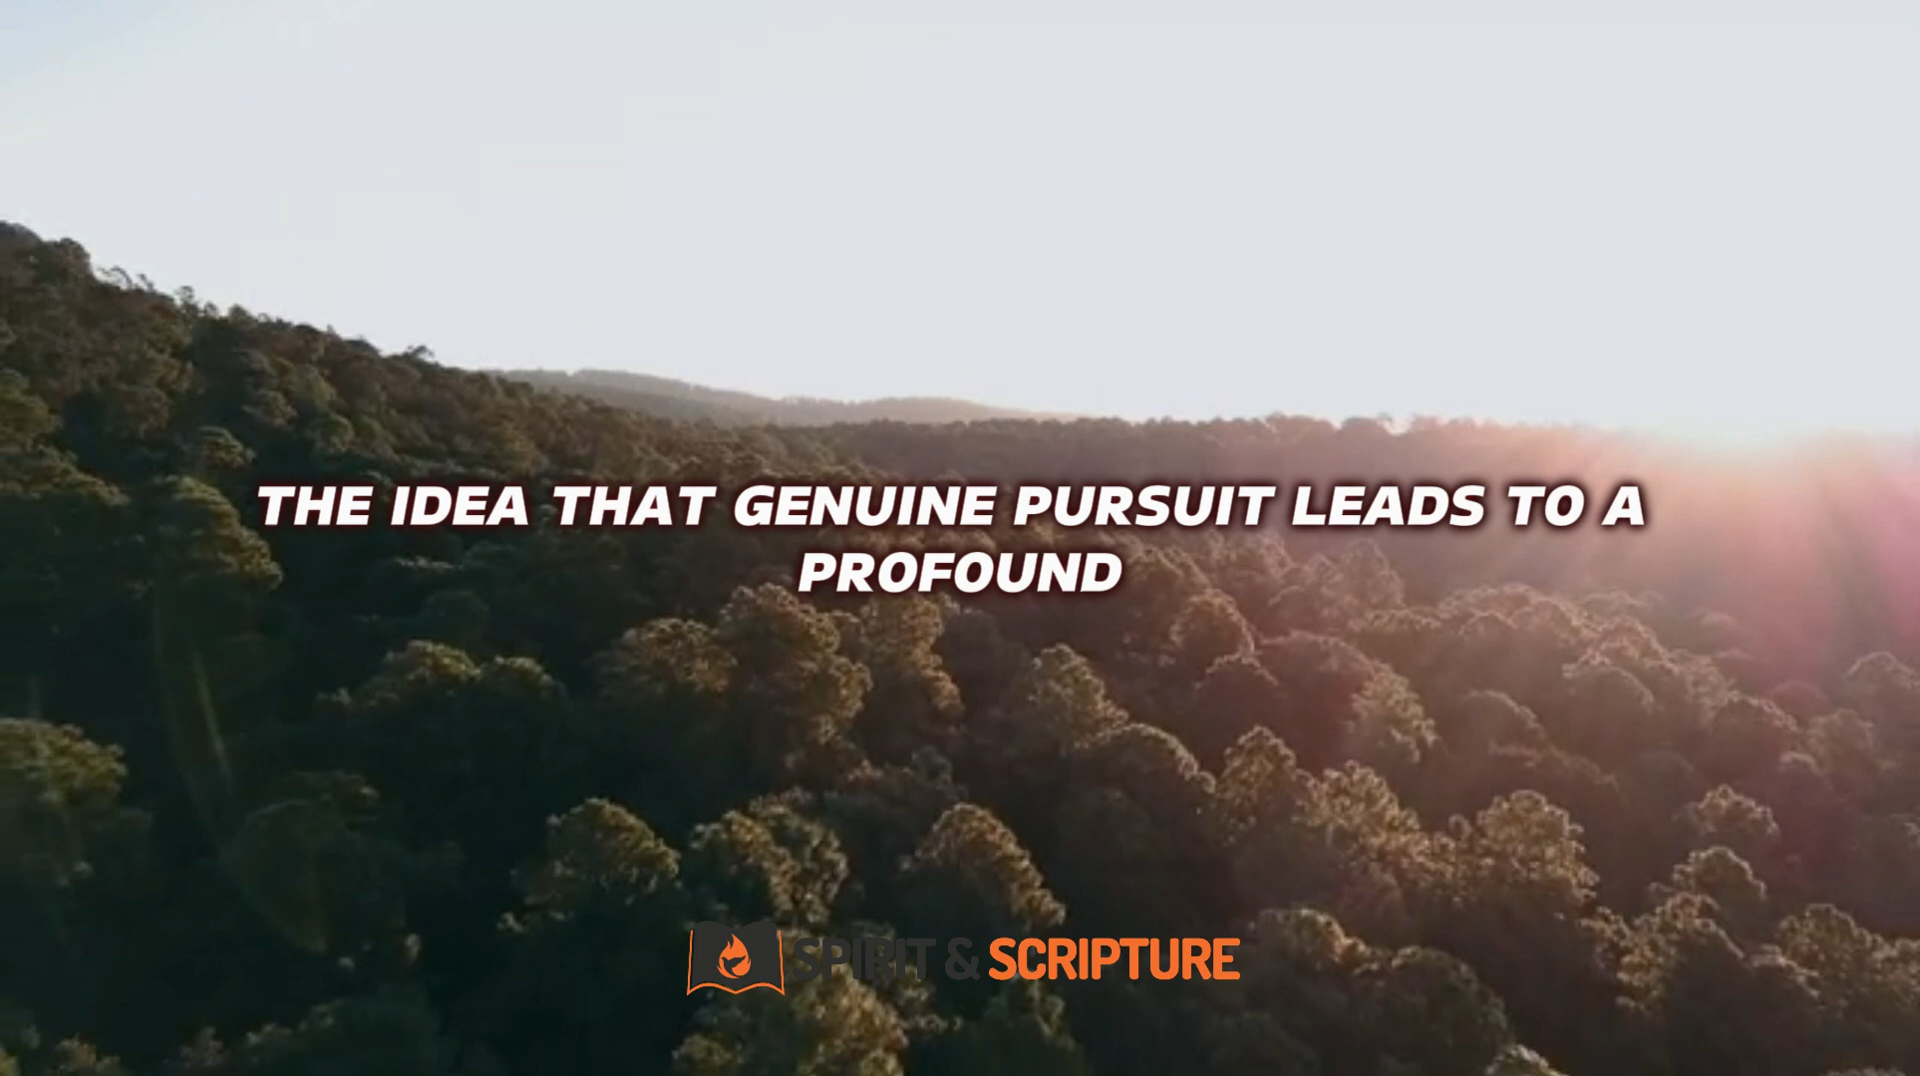 THE IDEA THAT GENUINE PURSUIT LEADS TO A
PROFOUND
SPIRIT & SCRIPTURE